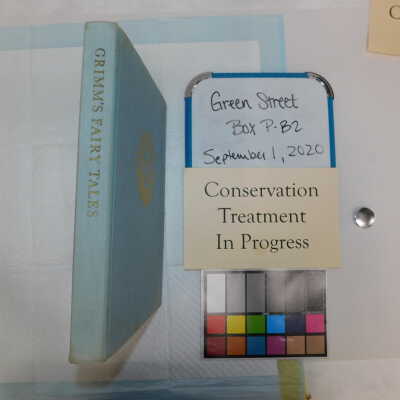 GRIMM'S FAIRY TALES
Green Street
Box P-B2
September 1, 2020
Conservation
Treatment
In Progress